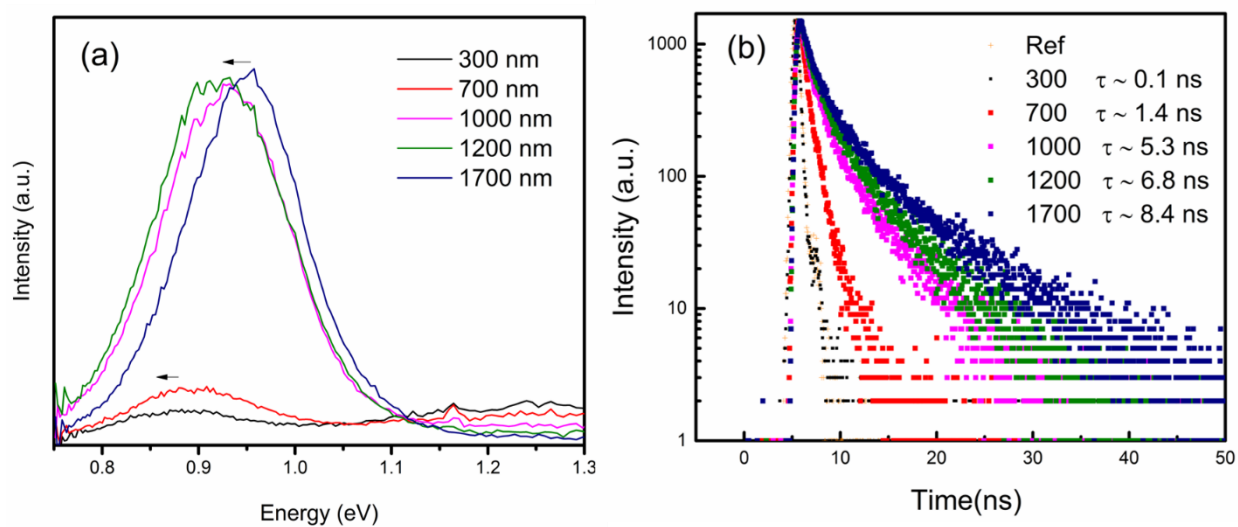 (a)
300 nm
700 nm
1000 nm
1200 nm
1700 nm
Intensity (a.u.)
0.8 0.9 1.0 1.1 1.2 1.3
Energy (eV)
(b)
Ref
300 τ ~ 0.1 ns
700 τ ~ 1.4 ns
1000 τ ~ 5.3 ns
1200 τ ~ 6.8 ns
1700 τ ~ 8.4 ns
Intensity (a.u.)
1000
100
10
1
0 10 20 30 40 50
Time(ns)